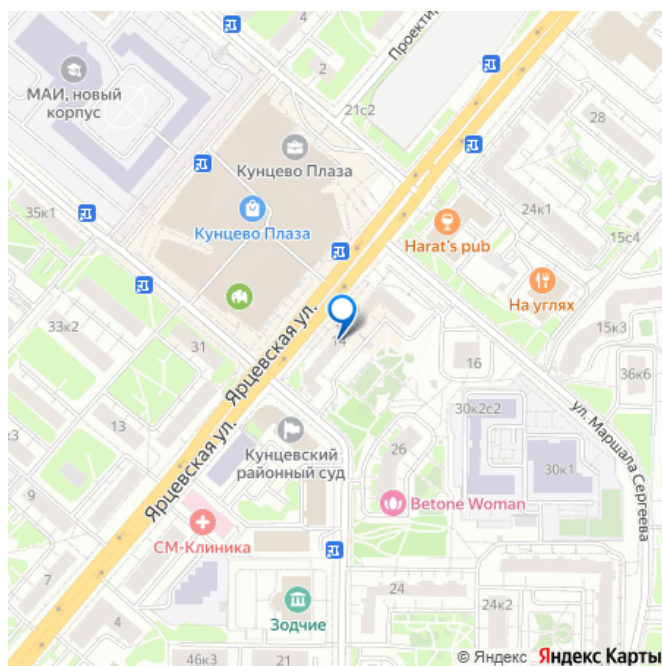 МАИ, новый
корпус
2
Проекти
21с2
28
Кунцево Плаза
24к1
35к1
Кунцево Плаза
Harat's pub
15с4
На углях
Ярцевская ул.
33к2
31
14
15к3
16
36к6
13
30к2с2
ул. Маршала Сергеева
Кунцевский
районный суд
26
30к1
Ярцевская ул.
9
Betone Woman
СМ-Клиника
7
24
24к2
4
Зодчие
46к3
21
© Яндекс Яндекс Карты